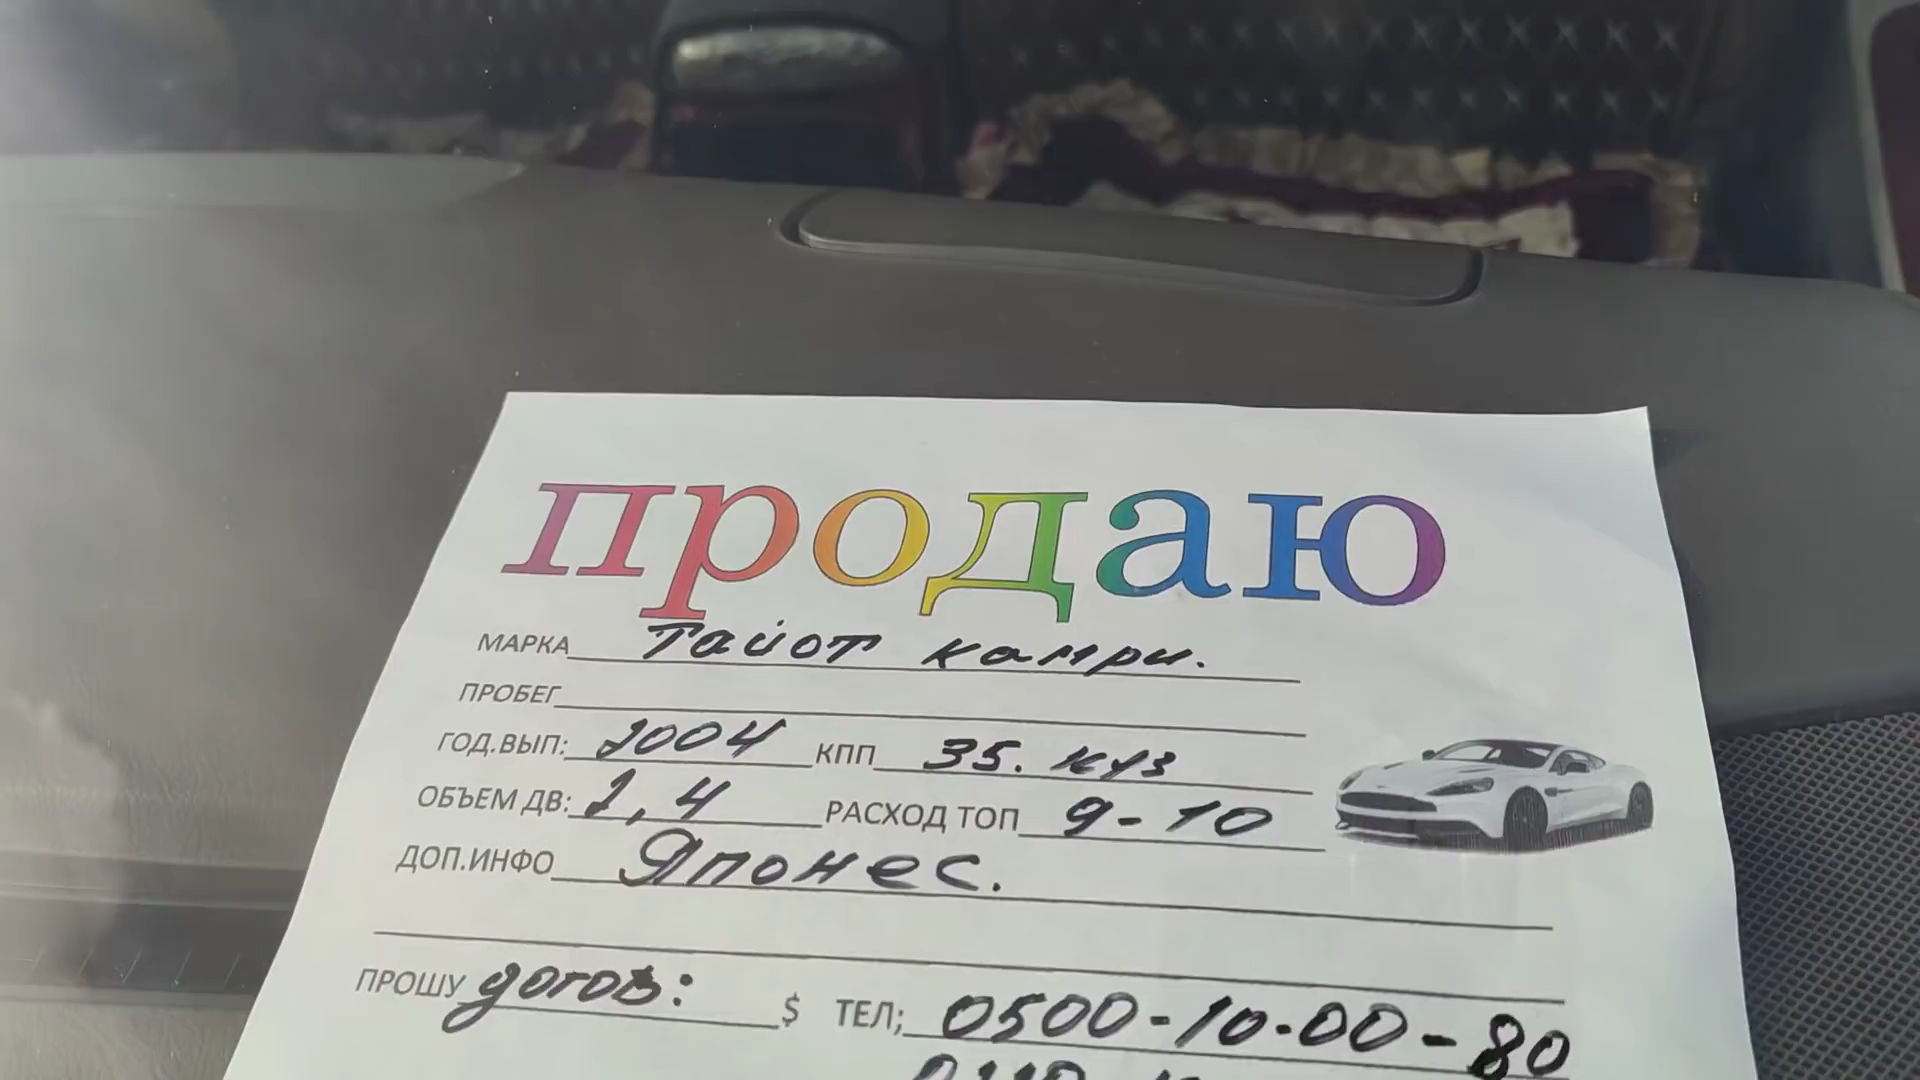 продаю
МАРКА Тайот камри.
ПРОБЕГ
ГОД.ВЫП: 2004 КПП 35. куз
ОБЪЕМ ДВ: 2,4 РАСХОД ТОП 9-10
ДОП.ИНФО Японес.
ПРОШУ догов: $ ТЕЛ; 0500-10-00-80